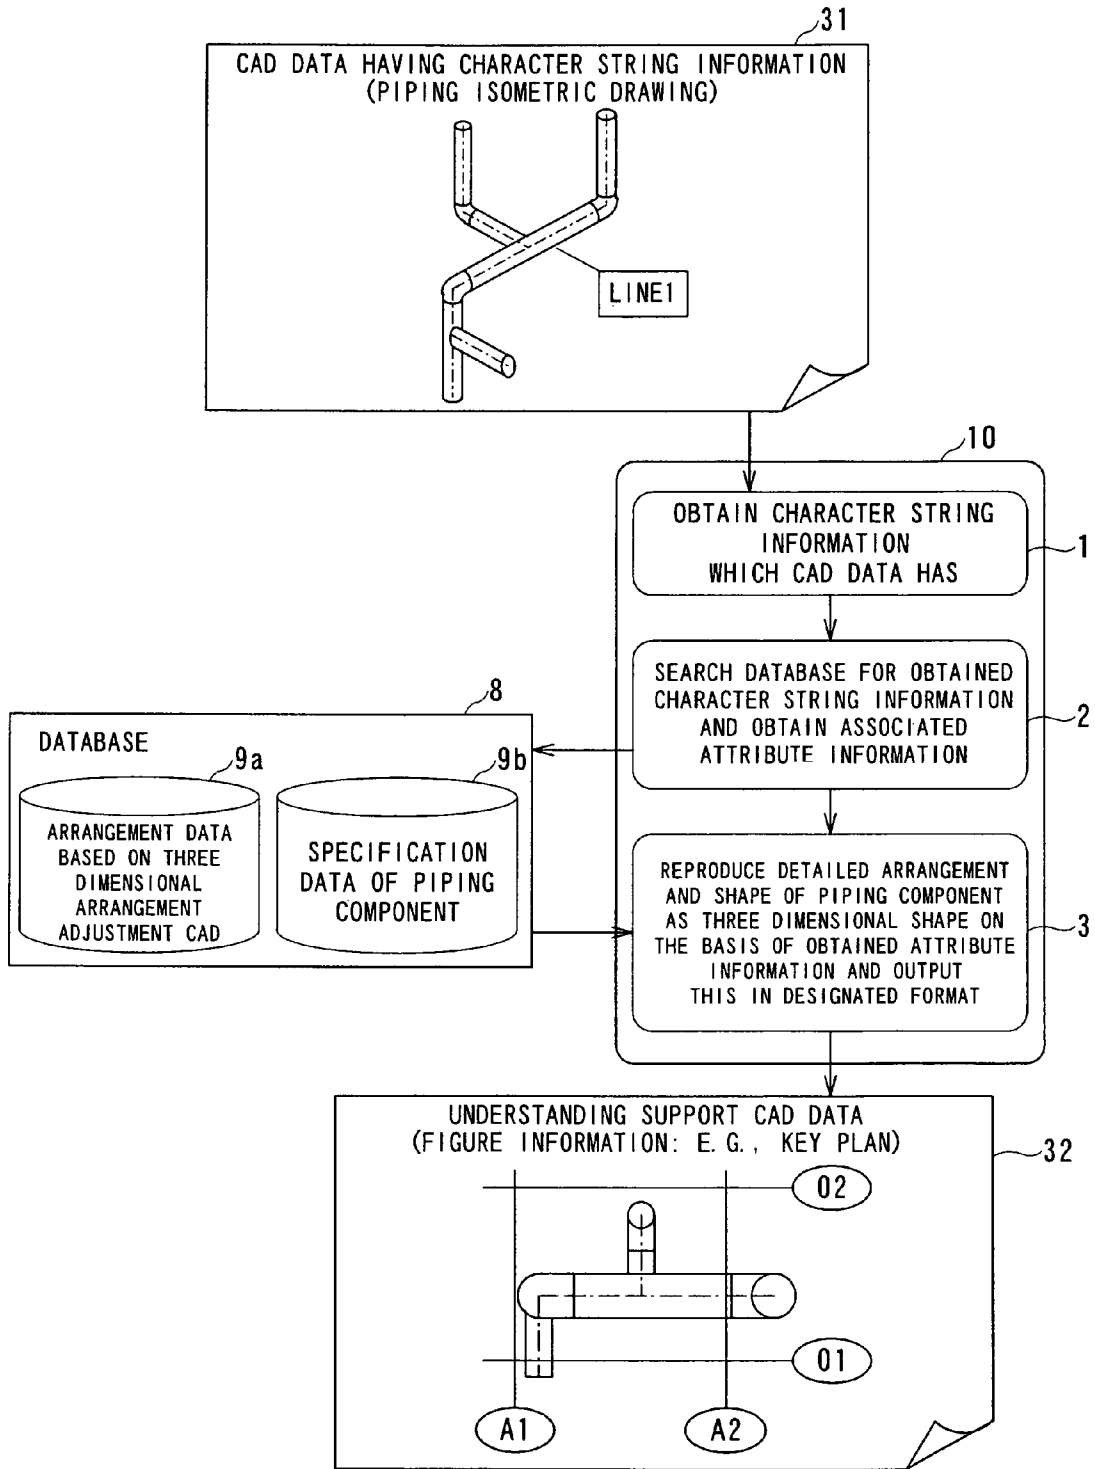 31
CAD DATA HAVING CHARACTER STRING INFORMATION
(PIPING ISOMETRIC DRAWING)
LINE1
10
OBTAIN CHARACTER STRING
INFORMATION
WHICH CAD DATA HAS
1
SEARCH DATABASE FOR OBTAINED
CHARACTER STRING INFORMATION
AND OBTAIN ASSOCIATED
ATTRIBUTE INFORMATION
2
8
DATABASE
9a
9b
ARRANGEMENT DATA
BASED ON THREE
DIMENSIONAL
ARRANGEMENT
ADJUSTMENT CAD
SPECIFICATION
DATA OF PIPING
COMPONENT
REPRODUCE DETAILED ARRANGEMENT
AND SHAPE OF PIPING COMPONENT
AS THREE DIMENSIONAL SHAPE ON
THE BASIS OF OBTAINED ATTRIBUTE
INFORMATION AND OUTPUT
THIS IN DESIGNATED FORMAT
3
UNDERSTANDING SUPPORT CAD DATA
(FIGURE INFORMATION: E.G., KEY PLAN)
32
02
01
A1
A2